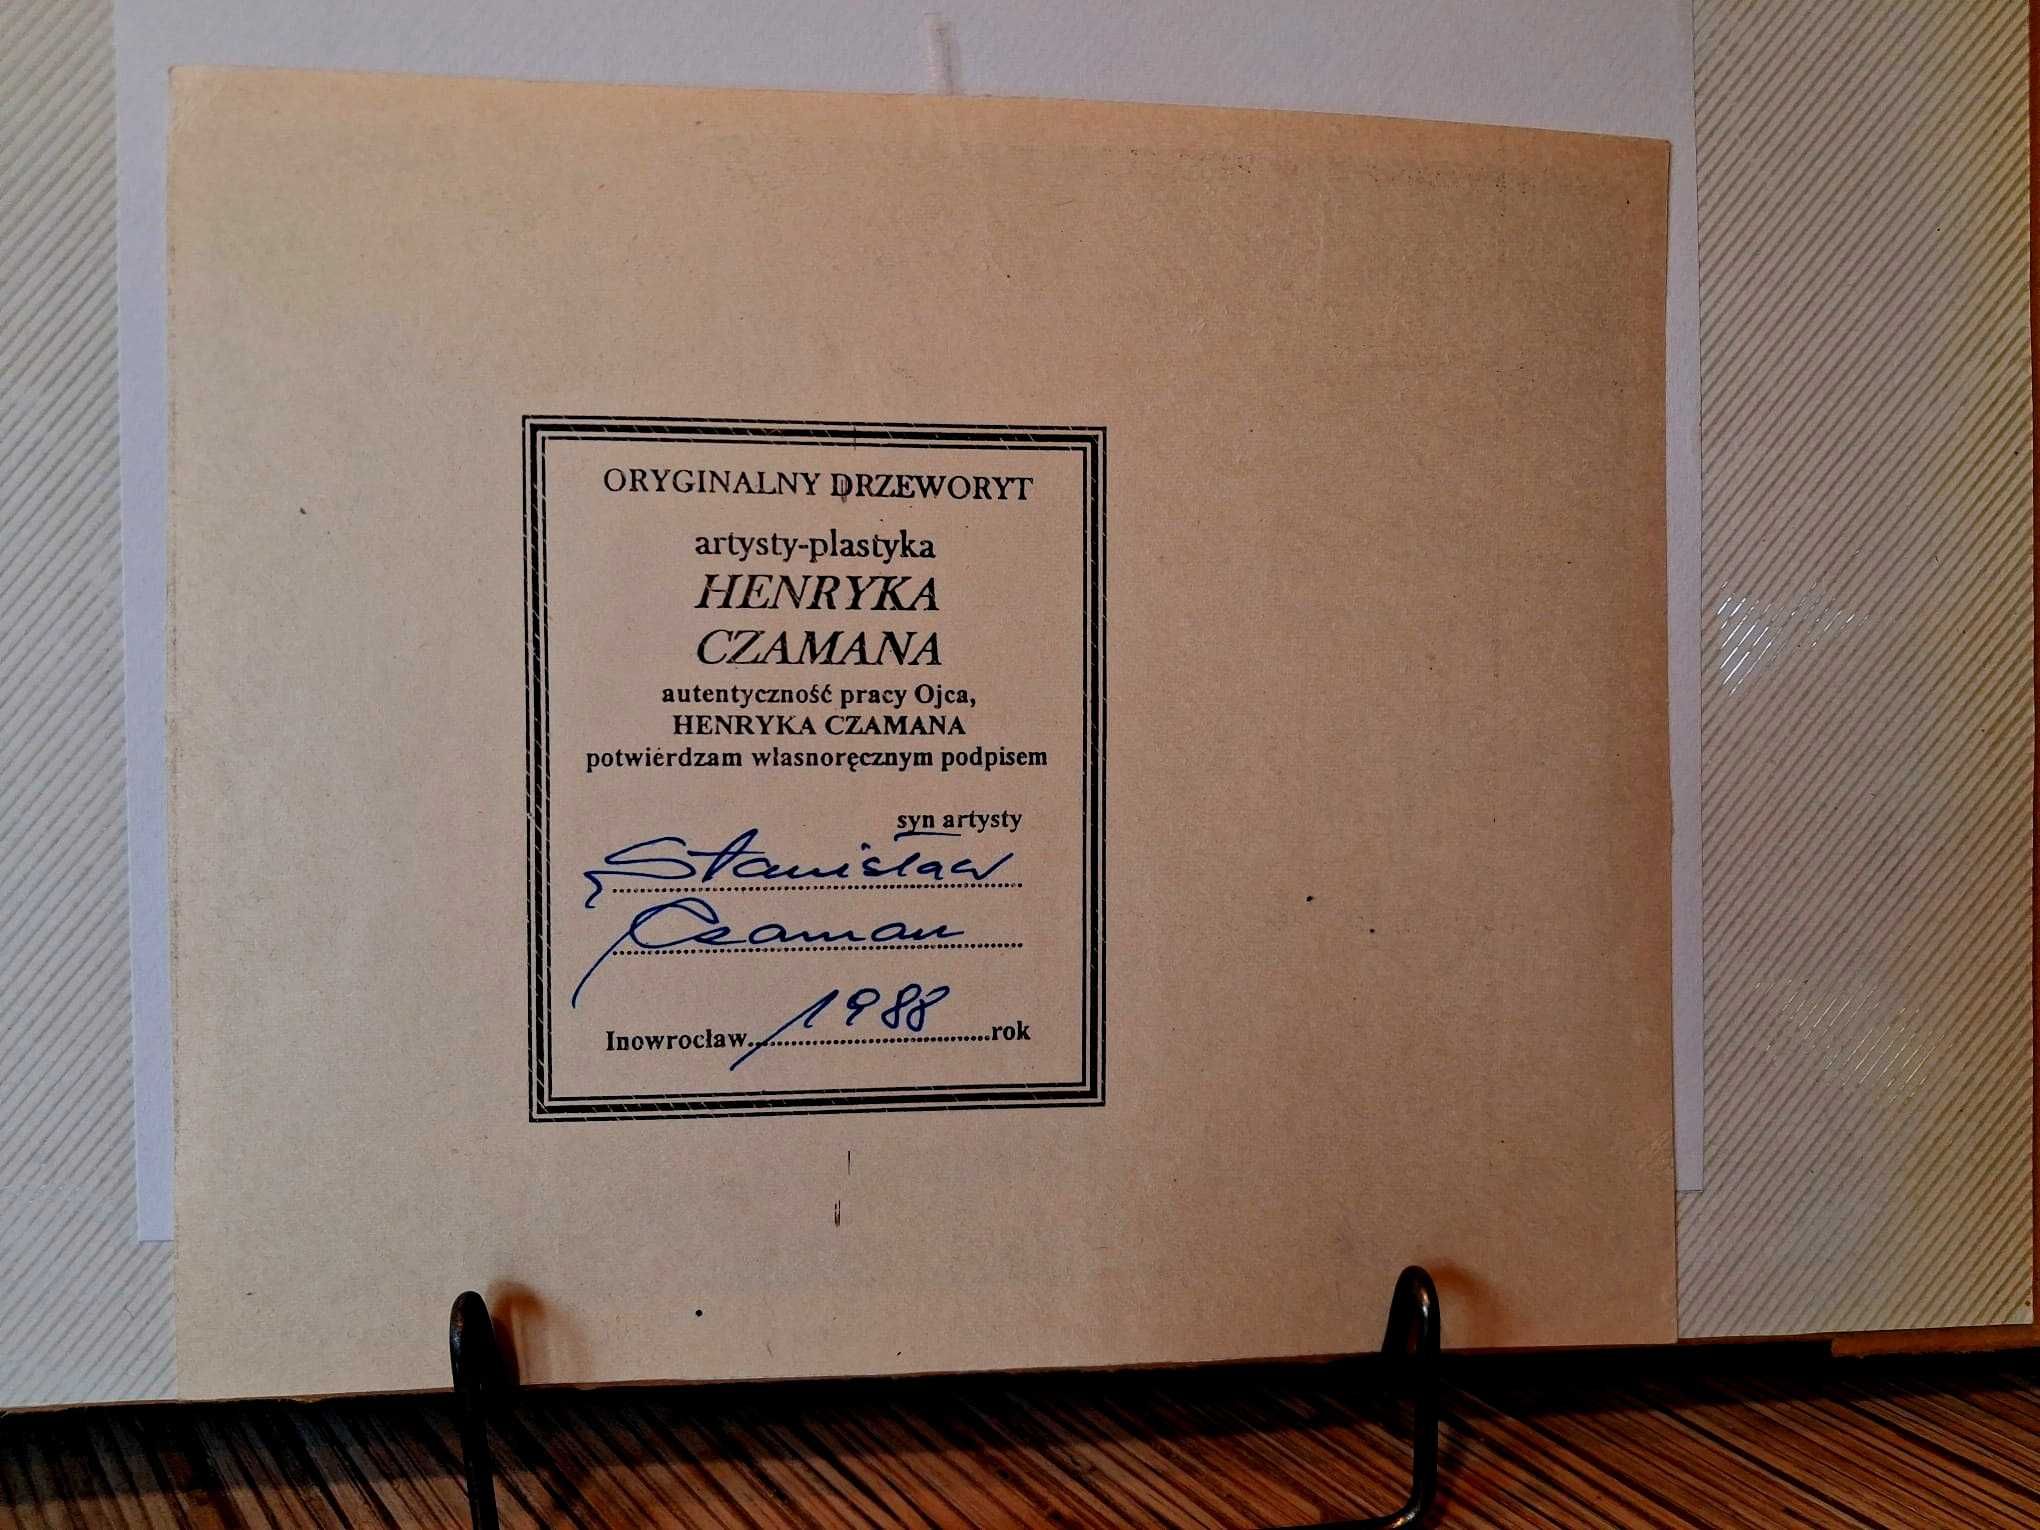 ORYGINALNY DRZEWORYT
artysty-plastyka
HENRYKA
CZAMANA
autentyczność pracy Ojca,
HENRYKA CZAMANA
potwierdzam własnoręcznym podpisem
syn artysty
Stanisław
Czaman
Inowrocław 1988 rok